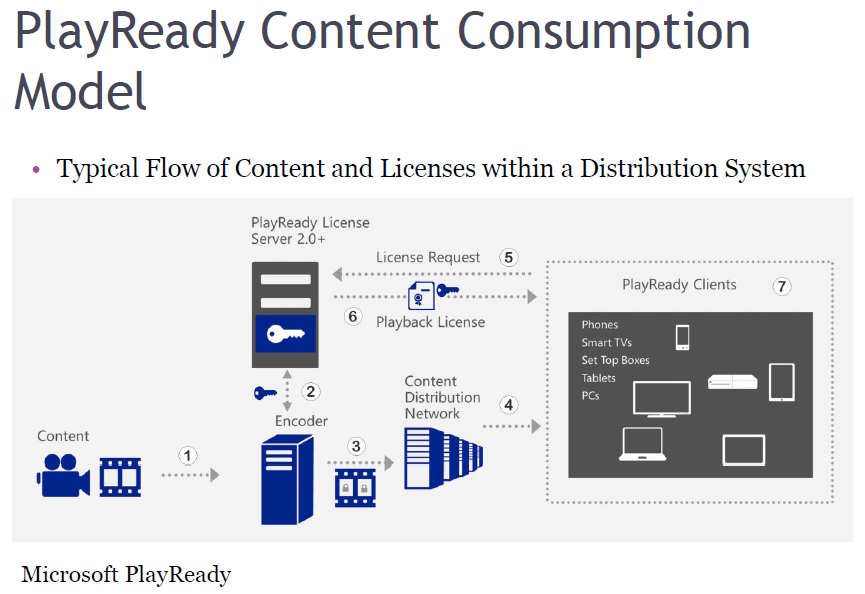 PlayReady Content Consumption
Model
• Typical Flow of Content and Licenses within a Distribution System
PlayReady License
Server 2.0+
License Request 5
6 Playback License
PlayReady Clients 7
Phones
Smart TVs
Set Top Boxes
Tablets
PCs
2
Encoder
Content
Distribution
Network
4
Content
1
3
Microsoft PlayReady